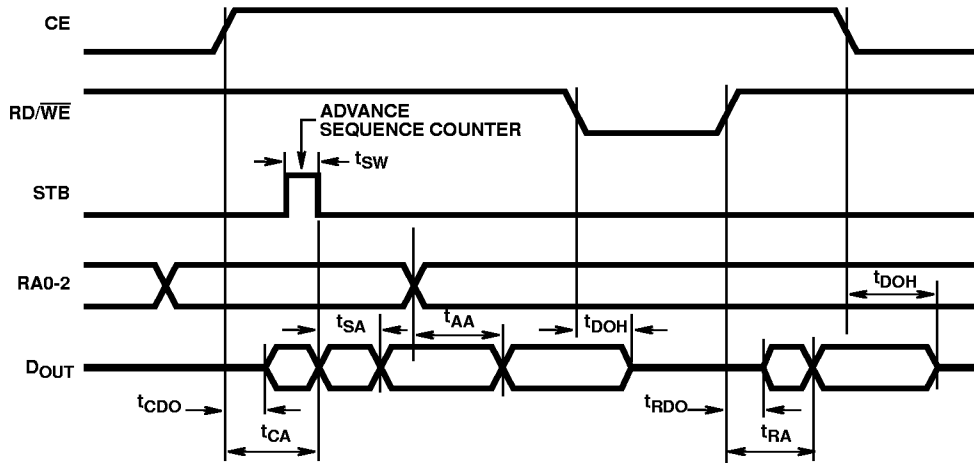 CE
RD/WE
ADVANCE
SEQUENCE COUNTER
tSW
STB
RA0-2
tDOH
tSA
tAA
tDOH
DOUT
tCDO
tRDO
tCA
tRA